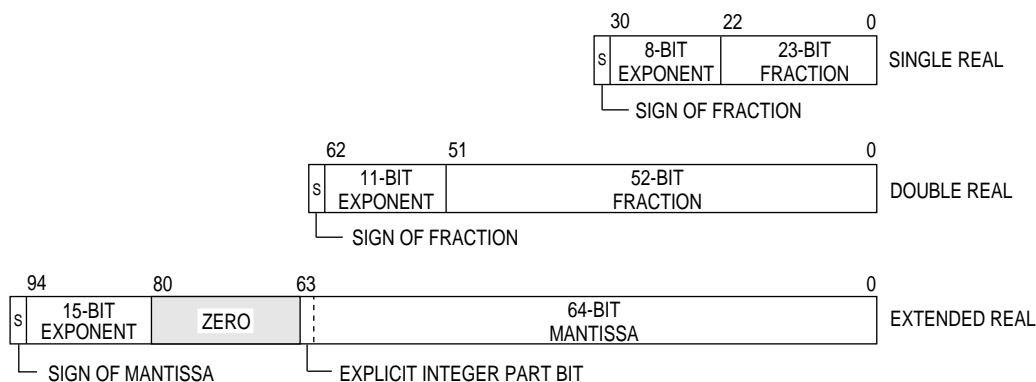 30 22 0
S 8-BIT EXPONENT 23-BIT FRACTION SINGLE REAL
SIGN OF FRACTION
62 51 0
S 11-BIT EXPONENT 52-BIT FRACTION DOUBLE REAL
SIGN OF FRACTION
94 80 63 0
S 15-BIT EXPONENT ZERO 64-BIT MANTISSA EXTENDED REAL
SIGN OF MANTISSA EXPLICIT INTEGER PART BIT